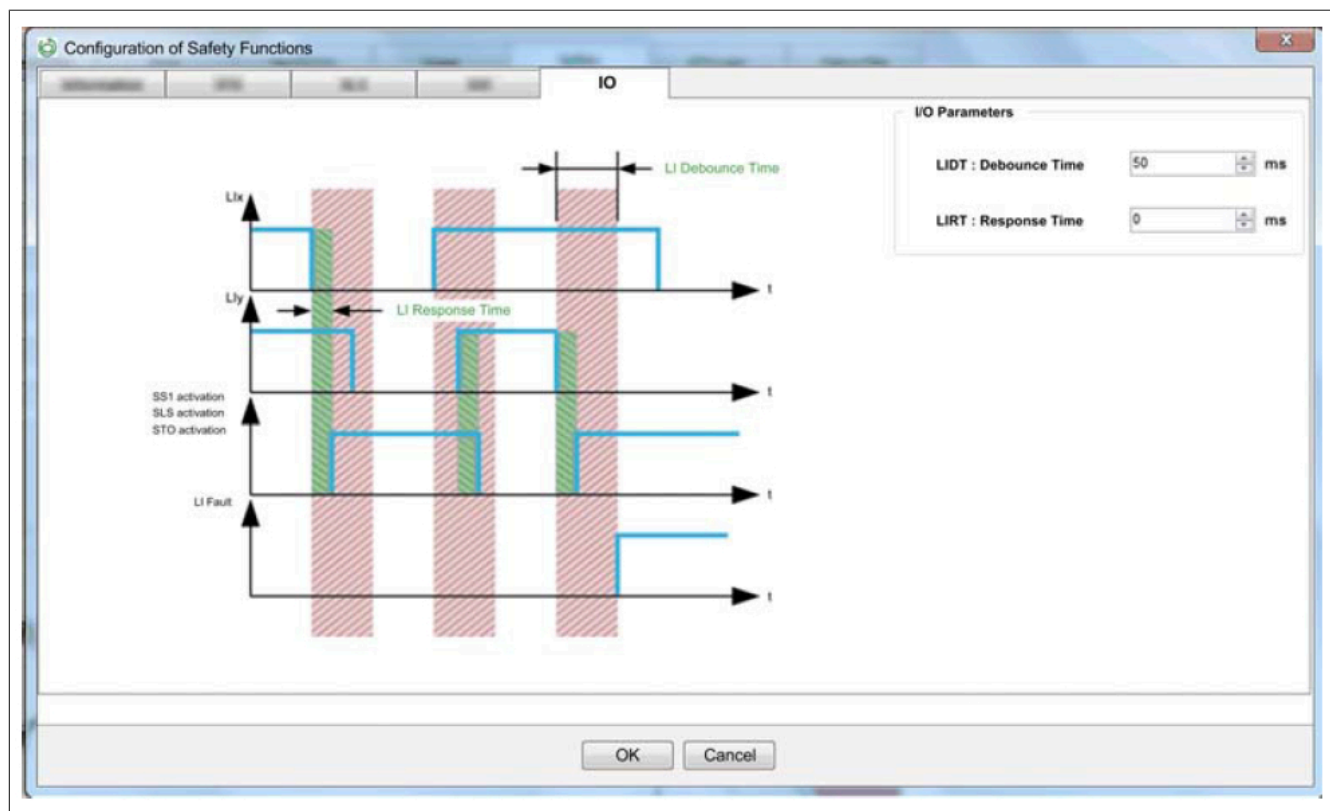 Configuration of Safety Functions
IO
I/O Parameters
LIDT : Debounce Time 50 ms
LIRT : Response Time 0 ms
LI Debounce Time
LIx
t
LIy
LI Response Time
t
SS1 activation
SLS activation
STO activation
t
LI Fault
t
OK Cancel